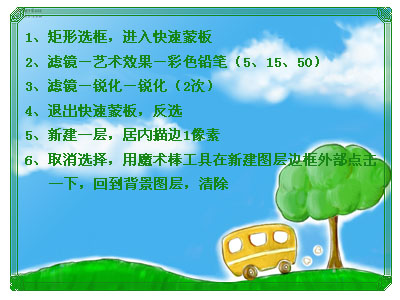 1、矩形选框，进入快速蒙板
2、滤镜—艺术效果—彩色铅笔（5、15、50）
3、滤镜—锐化—锐化（2次）
4、退出快速蒙板，反选
5、新建一层，居内描边1像素
6、取消选择，用魔术棒工具在新建图层边框外部点击
一下，回到背景图层，清除